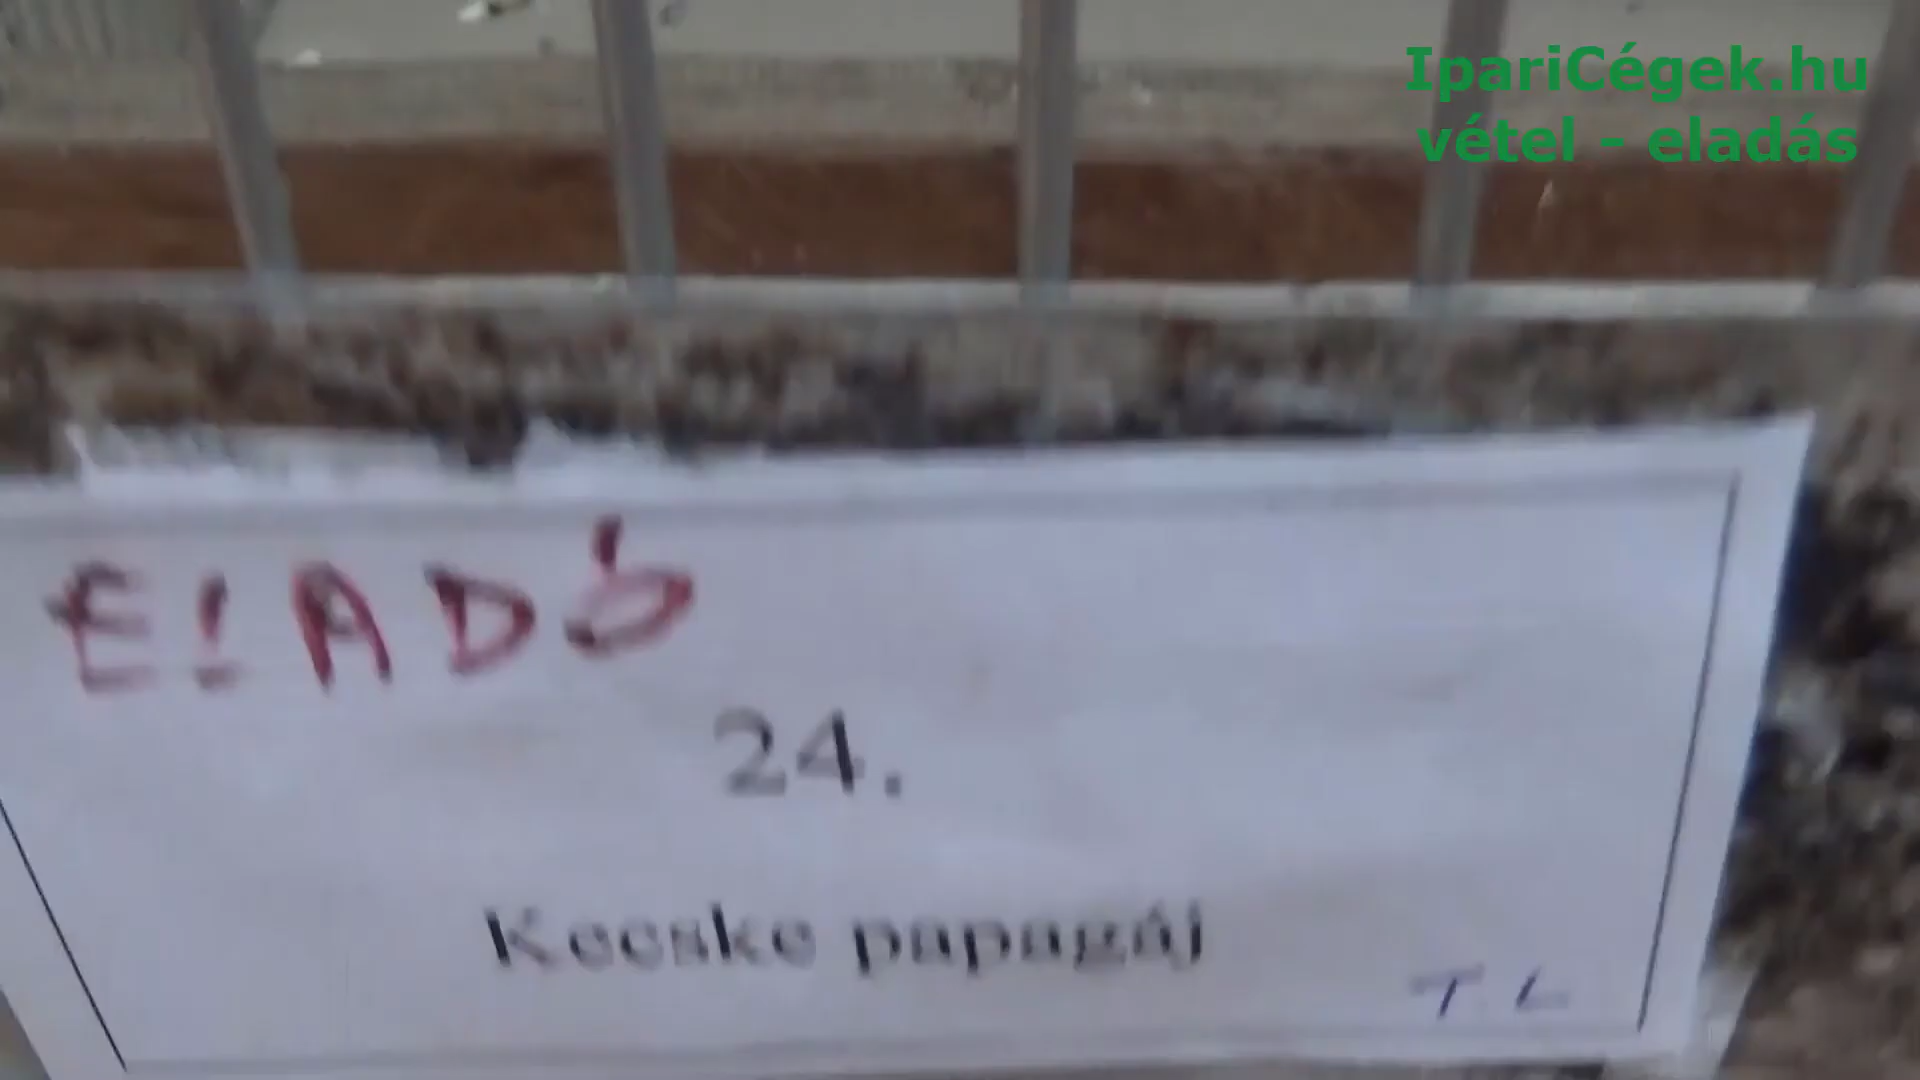 IpariCégek.hu
vétel - eladás
ELADÓ
24.
Kecske papagáj
T. L